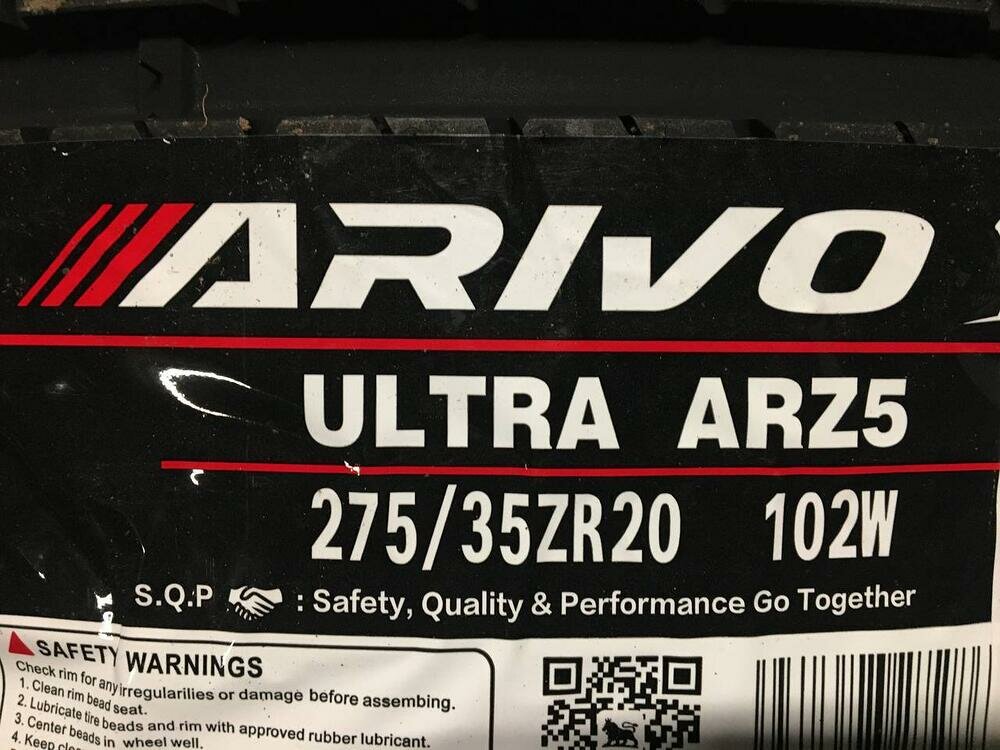 ARIVO
ULTRA ARZ5
275/35ZR20 102W
S.Q.P : Safety, Quality & Performance Go Together
SAFETY WARNINGS
Check rim for any irregularilies or damage before assembing.
1. Clean rim bead seat.
2. Lubricate tire beads and rim with approved rubber lubricant.
3. Center beads in wheel well.
4. Keep